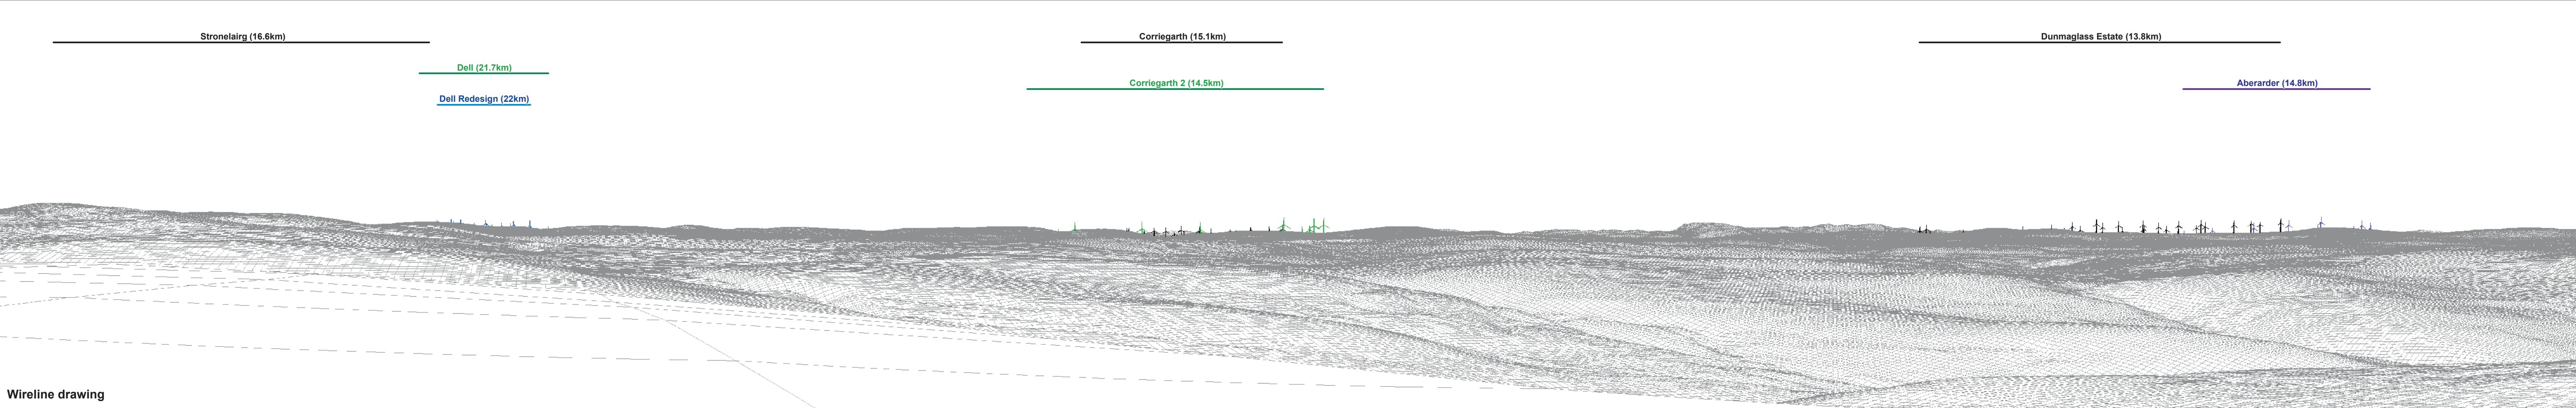 Stronelairg (16.6km)
Corriegarth (15.1km)
Dunmaglass Estate (13.8km)
Dell (21.7km)
Corriegarth 2 (14.5km)
Aberarder (14.8km)
Dell Redesign (22km)
Wireline drawing